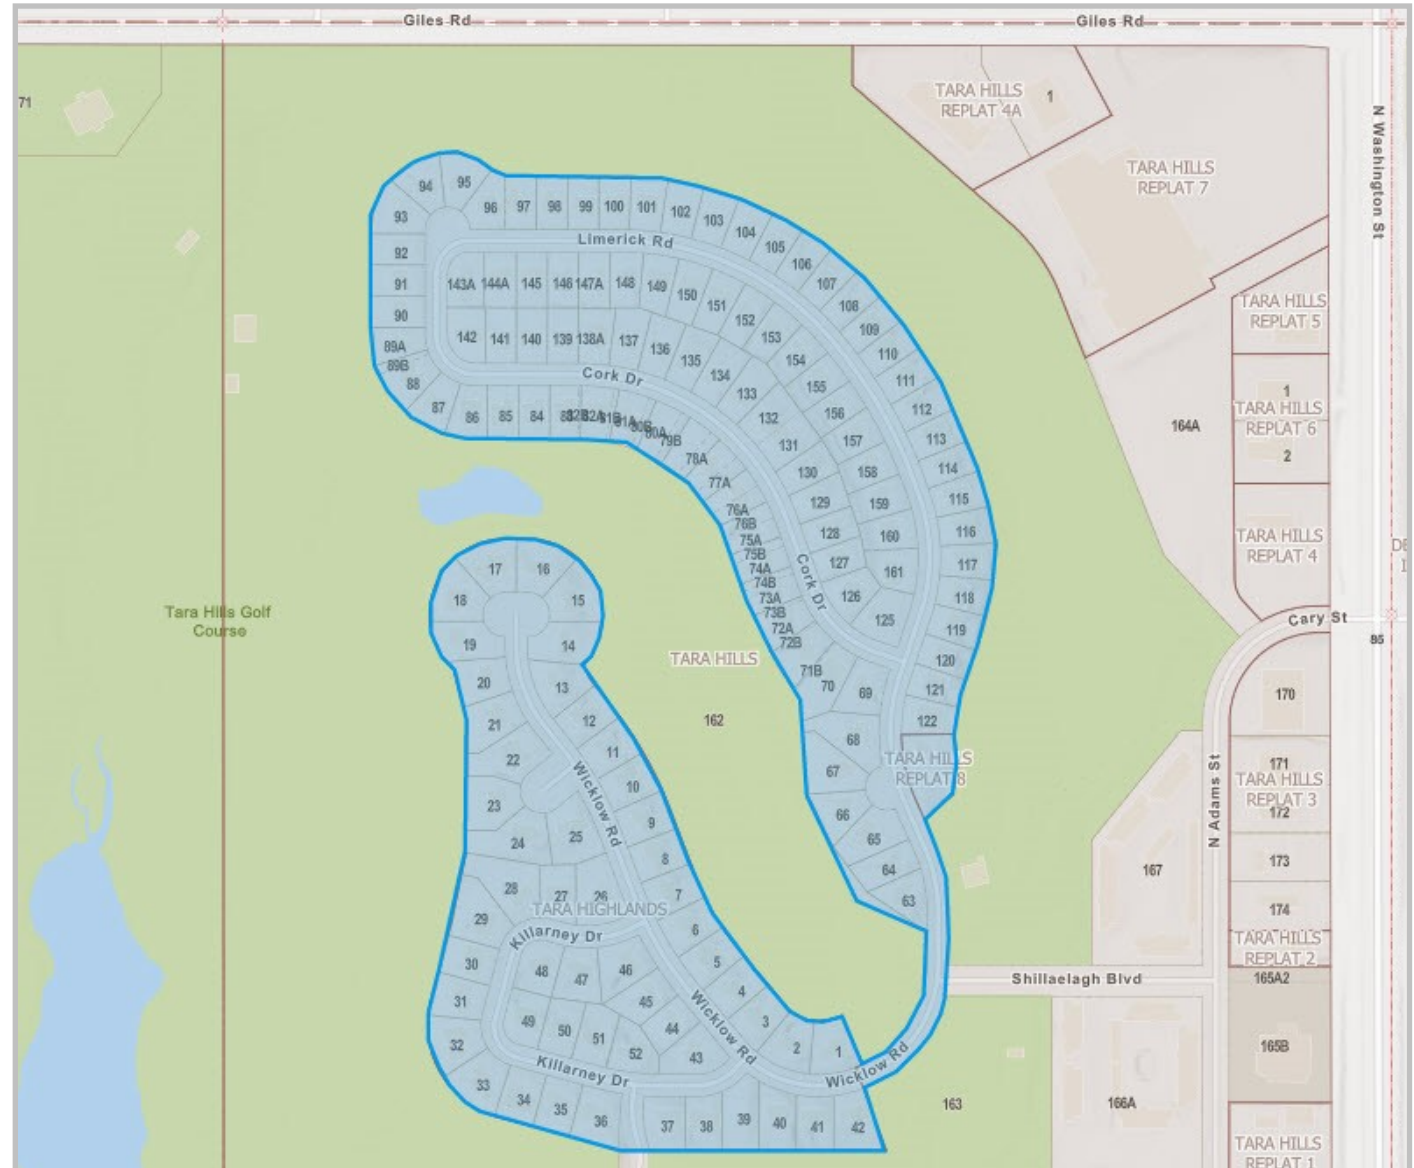 Giles Rd
Giles Rd
71
TARA HILLS
REPLAT 4A
1
N Washington St
TARA HILLS
REPLAT 7
94
95
93
96
97
98
99
100
101
102
103
104
105
106
107
108
109
110
111
112
113
114
115
116
117
118
119
120
121
122
Limerick Rd
92
91
90
89A
89B
88
87
86
85
84
83
82B
82A
81B
81A
80B
80A
79B
78A
77A
76A
76B
75A
75B
74A
74B
73A
73B
72A
72B
71B
70
69
68
67
66
65
64
63
143A
144A
145
146
147A
148
149
150
151
152
153
154
155
156
157
158
159
160
161
125
142
141
140
139
138A
137
136
135
134
133
132
131
130
129
128
127
126
Cork Dr
Cork Dr
TARA HILLS
REPLAT 5
1
TARA HILLS
REPLAT 6
2
164A
TARA HILLS
REPLAT 4
Cary St
85
Tara Hills Golf
Course
TARA HILLS
162
TARA HILLS
REPLAT 8
17
16
18
15
19
14
20
13
21
12
22
11
10
23
9
24
25
8
Wicklow Rd
28
27
26
7
TARA HIGHLANDS
29
6
Killarney Dr
30
48
47
46
5
31
45
4
49
50
51
44
3
32
52
43
2
1
Wicklow Rd
Killarney Dr
Wicklow Rd
33
34
35
36
37
38
39
40
41
42
N Adams St
170
171
TARA HILLS
REPLAT 3
172
167
173
174
TARA HILLS
REPLAT 2
Shillaelagh Blvd
165A2
165B
163
166A
TARA HILLS
REPLAT 1